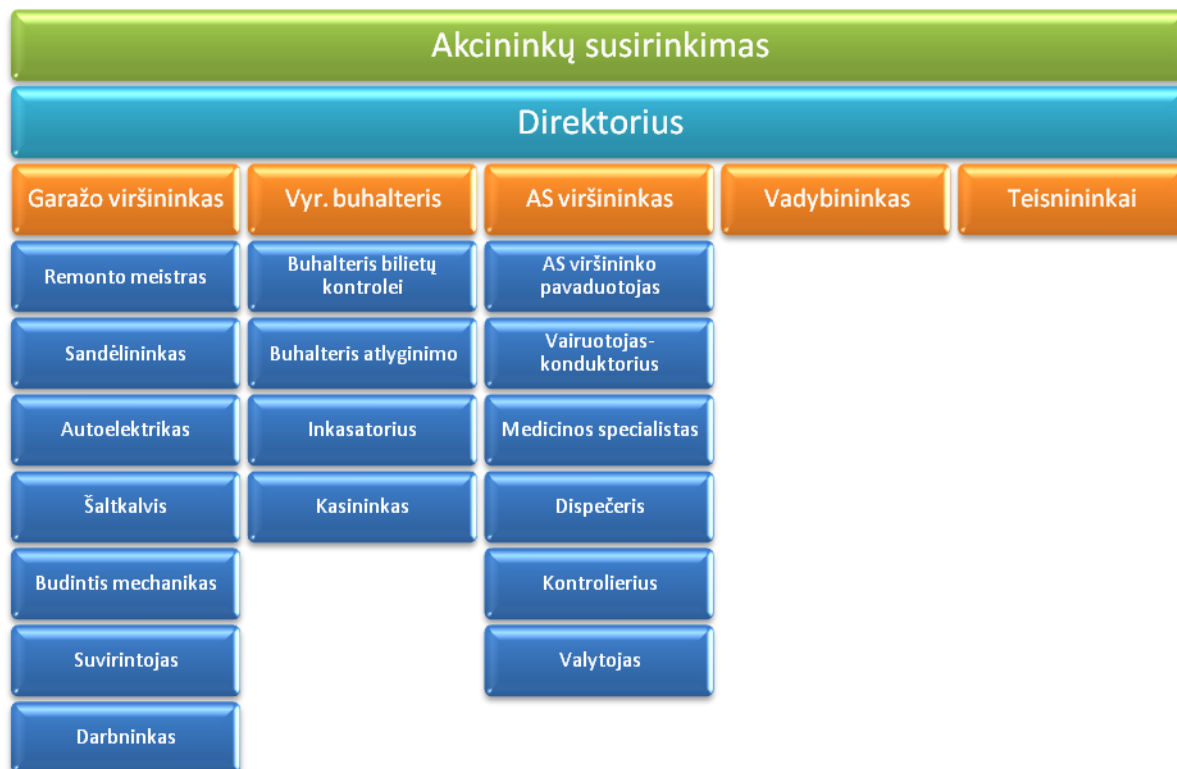 Akcininkų susirinkimas
Direktorius
Garažo viršininkas
Vyr. buhalteris
AS viršininkas
Vadybininkas
Teisnininkai
Remonto meistras
Sandėlininkas
Autoelektrikas
Šaltkalvis
Budintis mechanikas
Suvirintojas
Darbninkas
Buhalteris bilietų
kontrolei
Buhalteris atlyginimo
Inkasatorius
Kasininkas
AS viršininko
pavaduotojas
Vairuotojas-
konduktorius
Medicinos specialistas
Dispečeris
Kontrolierius
Valytojas